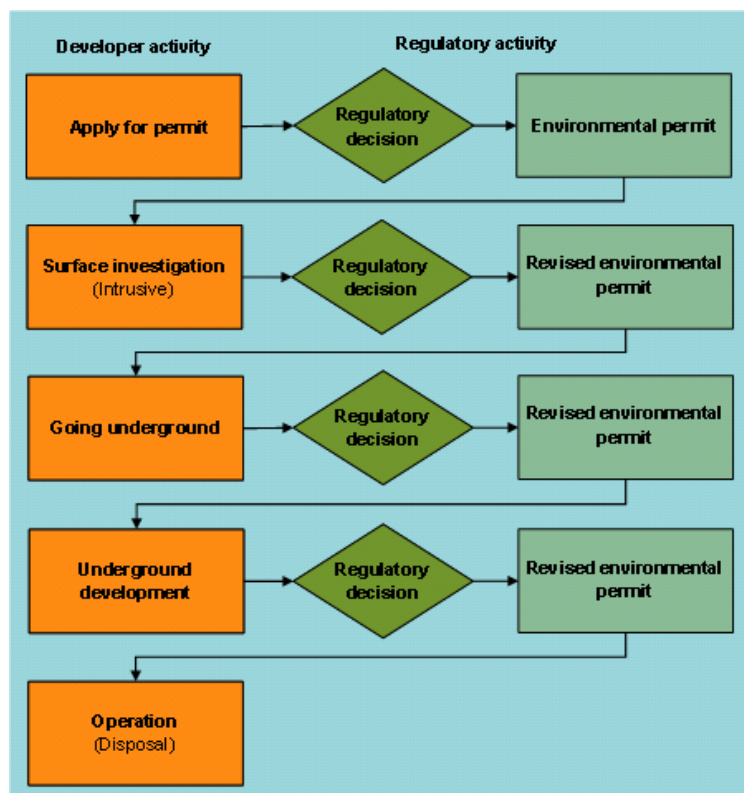 Developer activity
Regulatory activity
Apply for permit
Regulatory
decision
Environmental permit
Surface investigation
(Intrusive)
Regulatory
decision
Revised environmental
permit
Going underground
Regulatory
decision
Revised environmental
permit
Underground
development
Regulatory
decision
Revised environmental
permit
Operation
(Disposal)